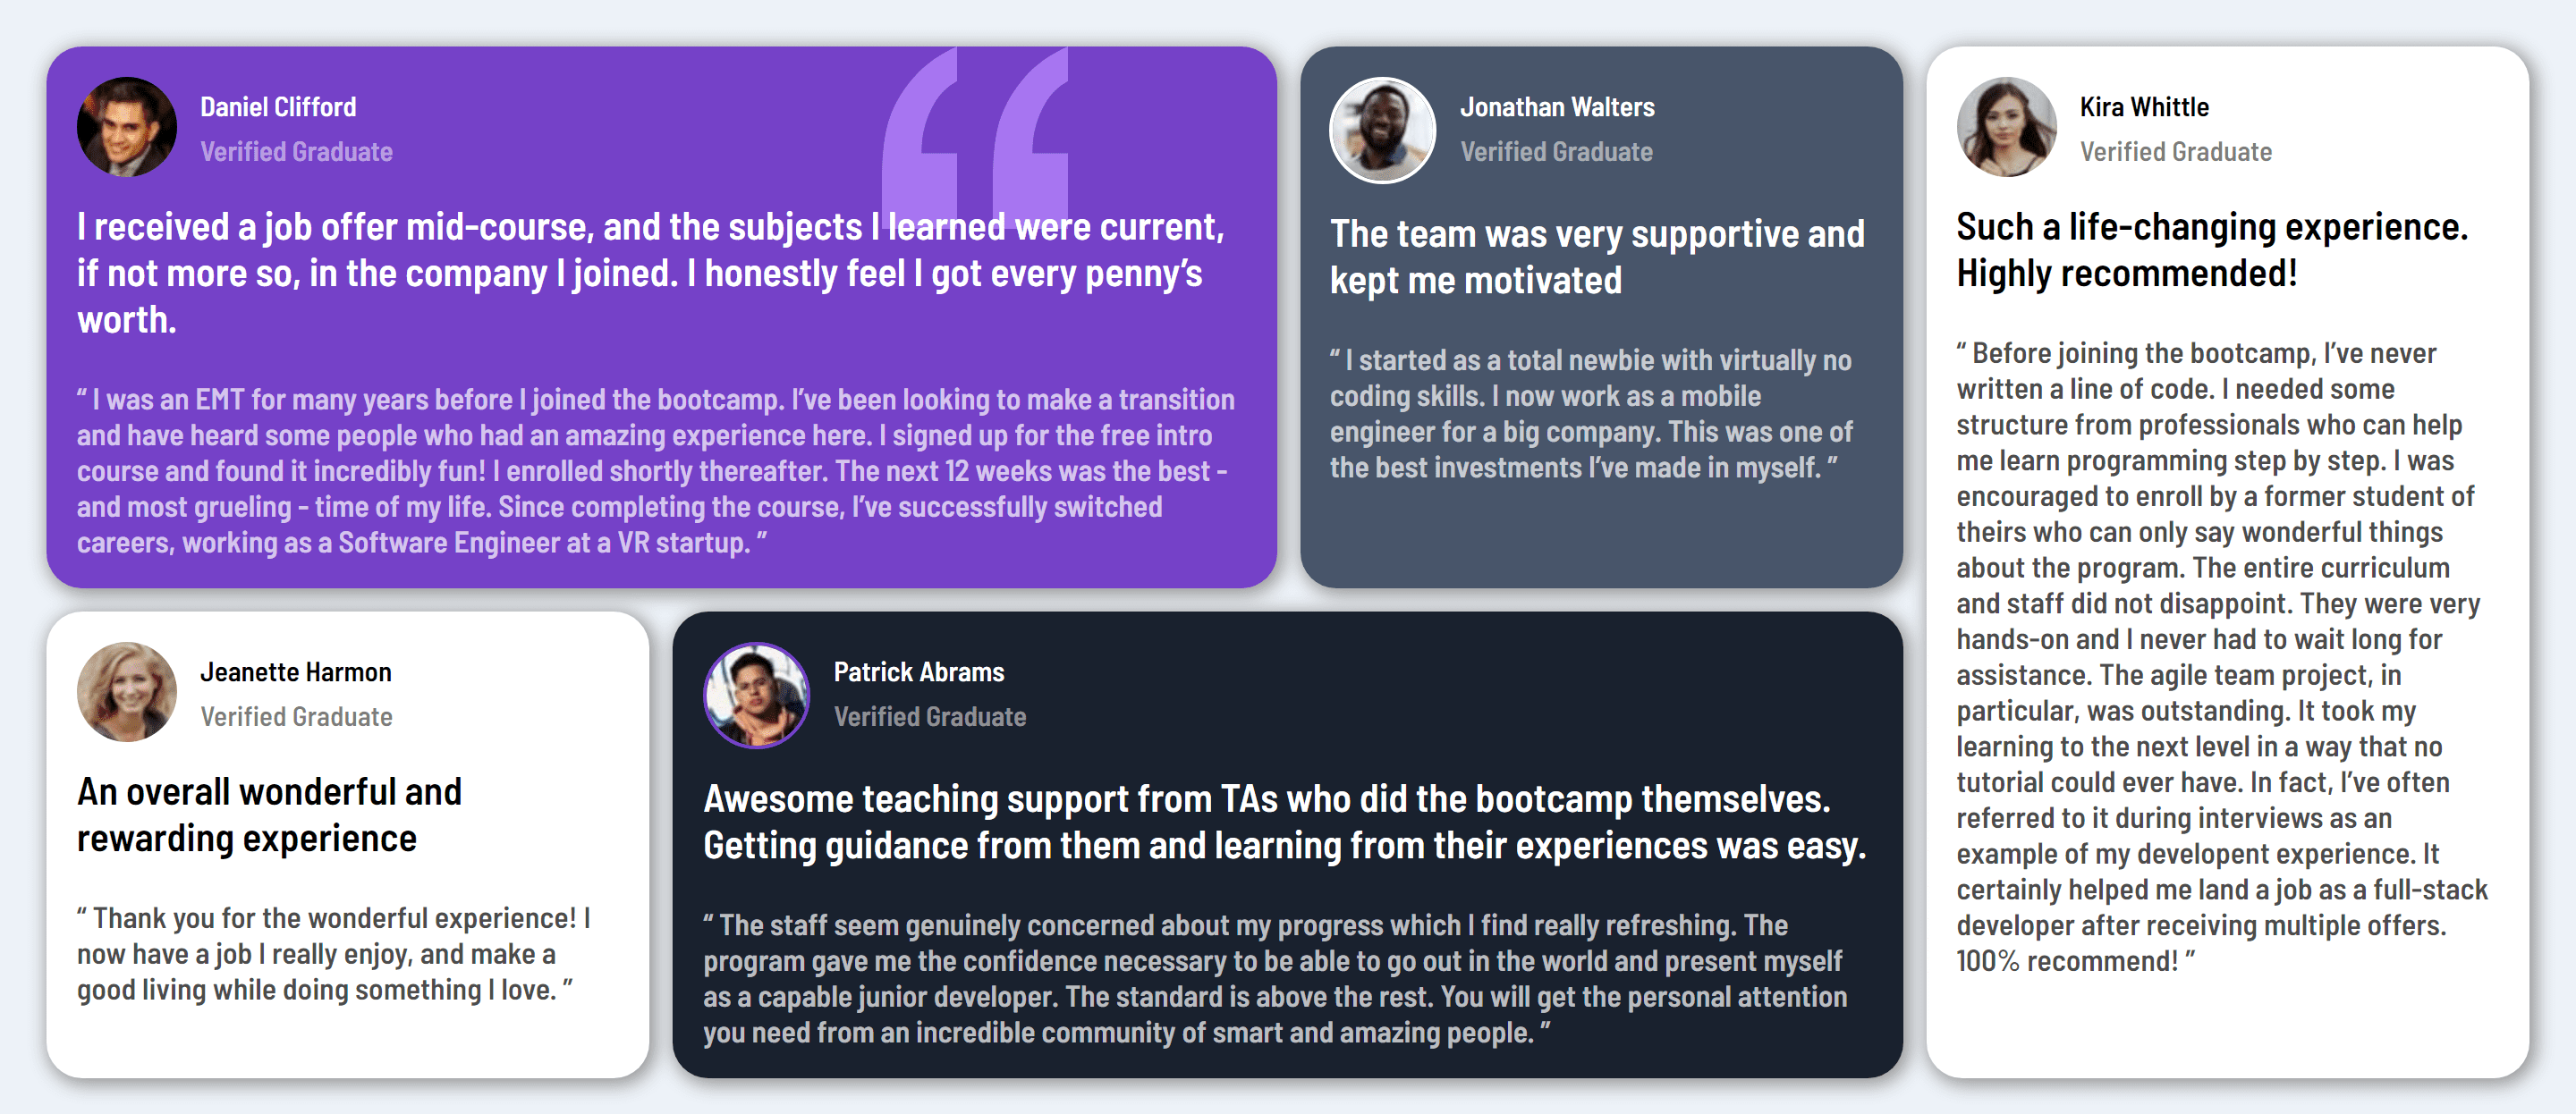 Daniel Clifford
Verified Graduate
I received a job offer mid-course, and the subjects I learned were current,
if not more so, in the company I joined. I honestly feel I got every penny’s
worth.
“ I was an EMT for many years before I joined the bootcamp. I’ve been looking to make a transition
and have heard some people who had an amazing experience here. I signed up for the free intro
course and found it incredibly fun! I enrolled shortly thereafter. The next 12 weeks was the best -
and most grueling - time of my life. Since completing the course, I’ve successfully switched
careers, working as a Software Engineer at a VR startup. ”
Jonathan Walters
Verified Graduate
The team was very supportive and
kept me motivated
“ I started as a total newbie with virtually no
coding skills. I now work as a mobile
engineer for a big company. This was one of
the best investments I’ve made in myself. ”
Kira Whittle
Verified Graduate
Such a life-changing experience.
Highly recommended!
“ Before joining the bootcamp, I’ve never
written a line of code. I needed some
structure from professionals who can help
me learn programming step by step. I was
encouraged to enroll by a former student of
theirs who can only say wonderful things
about the program. The entire curriculum
and staff did not disappoint. They were very
hands-on and I never had to wait long for
assistance. The agile team project, in
particular, was outstanding. It took my
learning to the next level in a way that no
tutorial could ever have. In fact, I’ve often
referred to it during interviews as an
example of my developent experience. It
certainly helped me land a job as a full-stack
developer after receiving multiple offers.
100% recommend! ”
Jeanette Harmon
Verified Graduate
An overall wonderful and
rewarding experience
“ Thank you for the wonderful experience! I
now have a job I really enjoy, and make a
good living while doing something I love. ”
Patrick Abrams
Verified Graduate
Awesome teaching support from TAs who did the bootcamp themselves.
Getting guidance from them and learning from their experiences was easy.
“ The staff seem genuinely concerned about my progress which I find really refreshing. The
program gave me the confidence necessary to be able to go out in the world and present myself
as a capable junior developer. The standard is above the rest. You will get the personal attention
you need from an incredible community of smart and amazing people. ”